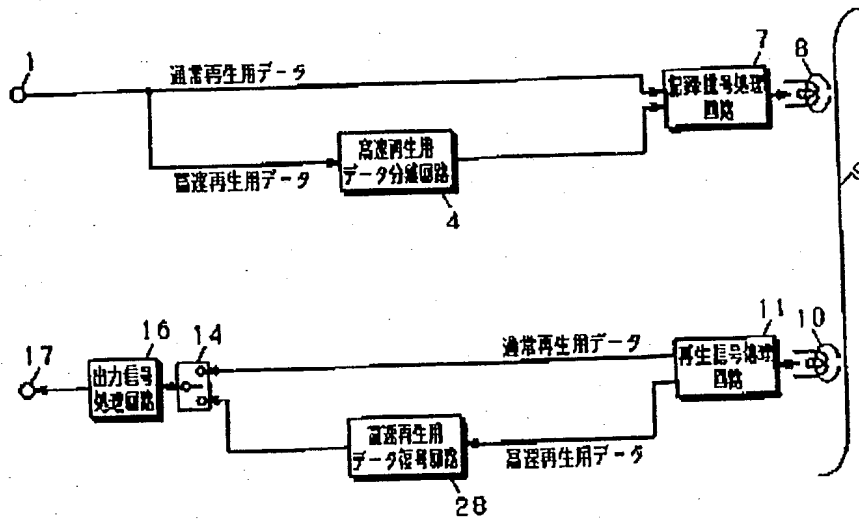 1
通常再生用データ
7
8
記録信号処理
回路
高速再生用
データ分離回路
高速再生用データ
4
9
17
16
14
出力信号
処理回路
通常再生用データ
11
10
再生信号処理
回路
高速再生用
データ復号回路
高速再生用データ
28